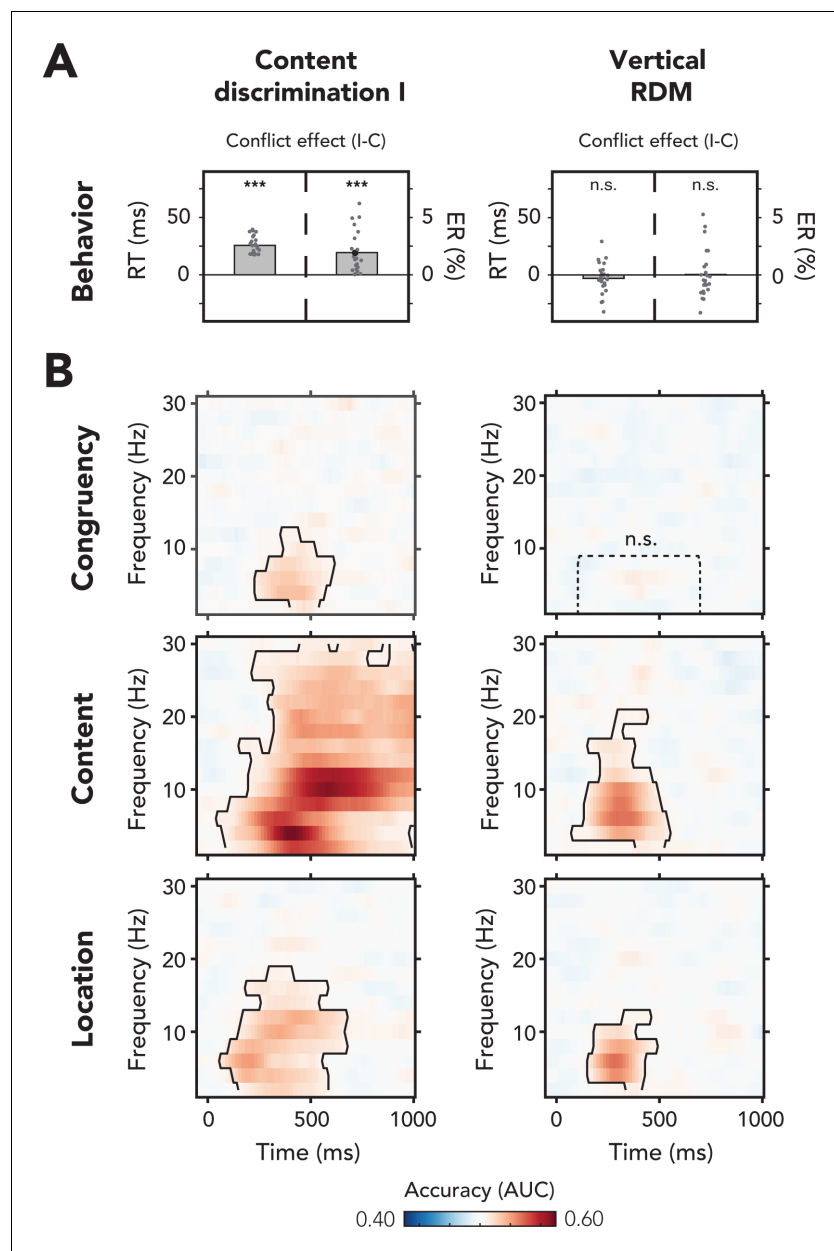 A
Content
discrimination I
Vertical
RDM
Conflict effect (I-C)
Conflict effect (I-C)
Behavior
RT (ms)
50
0
***
***
5
0
ER (%)
RT (ms)
50
0
n.s.
n.s.
5
0
ER (%)
B
Congruency
Frequency (Hz)
30
20
10
Frequency (Hz)
30
20
10
n.s.
Content
Frequency (Hz)
30
20
10
Frequency (Hz)
30
20
10
Location
Frequency (Hz)
30
20
10
Frequency (Hz)
30
20
10
0
500
1000
0
500
1000
Time (ms)
Time (ms)
Accuracy (AUC)
0.40
0.60